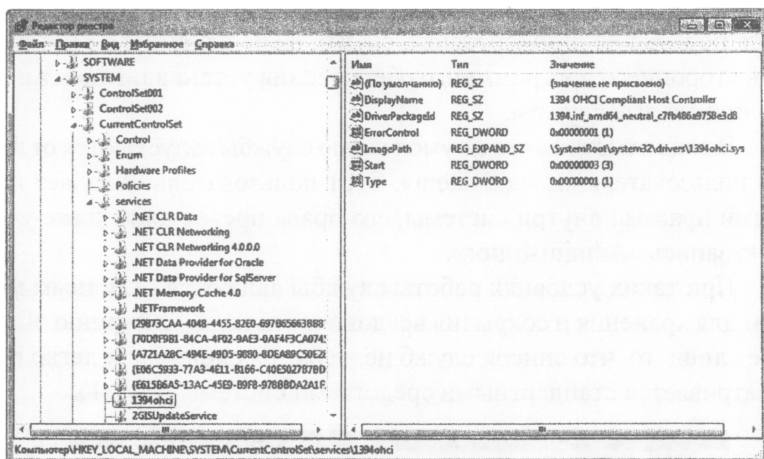 Редактор реестра
Файл Правка Вид Избранное Справка
SOFTWARE
SYSTEM
ControlSet001
ControlSet002
CurrentControlSet
Control
Enum
Hardware Profiles
Policies
services
.NET CLR Data
.NET CLR Networking
.NET CLR Networking 4.0.0.0
.NET Data Provider for Oracle
.NET Data Provider for SqlServer
.NET Memory Cache 4.0
.NETFramework
1394ohci
2GISUpdateService
Имя Тип Значение
(По умолчанию) REG_SZ (значение не присвоено)
DisplayName REG_SZ 1394 OHCI Compliant Host Controller
DriverPackageId REG_SZ 1394.inf_amd64_neutral_c7fb486a9758e3d8
ErrorControl REG_DWORD 0x00000001 (1)
ImagePath REG_EXPAND_SZ \SystemRoot\system32\drivers\1394ohci.sys
Start REG_DWORD 0x00000003 (3)
Type REG_DWORD 0x00000001 (1)
Компьютер\HKEY_LOCAL_MACHINE\SYSTEM\CurrentControlSet\services\1394ohci